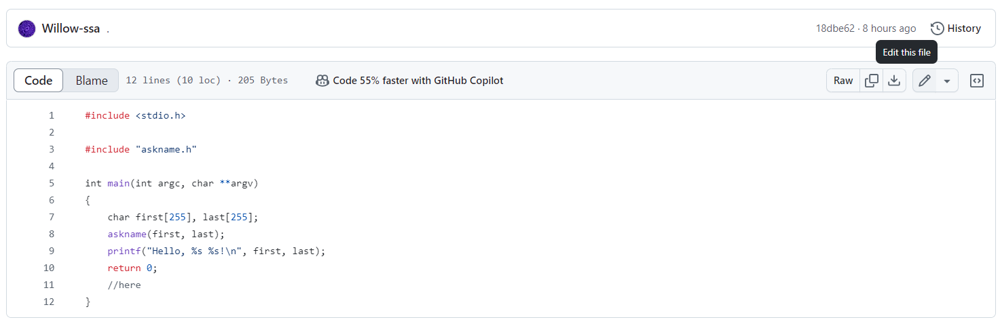 Willow-ssa .
18dbe62 · 8 hours ago
History
Edit this file
Code
Blame
12 lines (10 loc) · 205 Bytes
Code 55% faster with GitHub Copilot
Raw
1 #include <stdio.h>
2
3 #include "askname.h"
4
5 int main(int argc, char **argv)
6 {
7     char first[255], last[255];
8     askname(first, last);
9     printf("Hello, %s %s!\n", first, last);
10     return 0;
11     //here
12 }